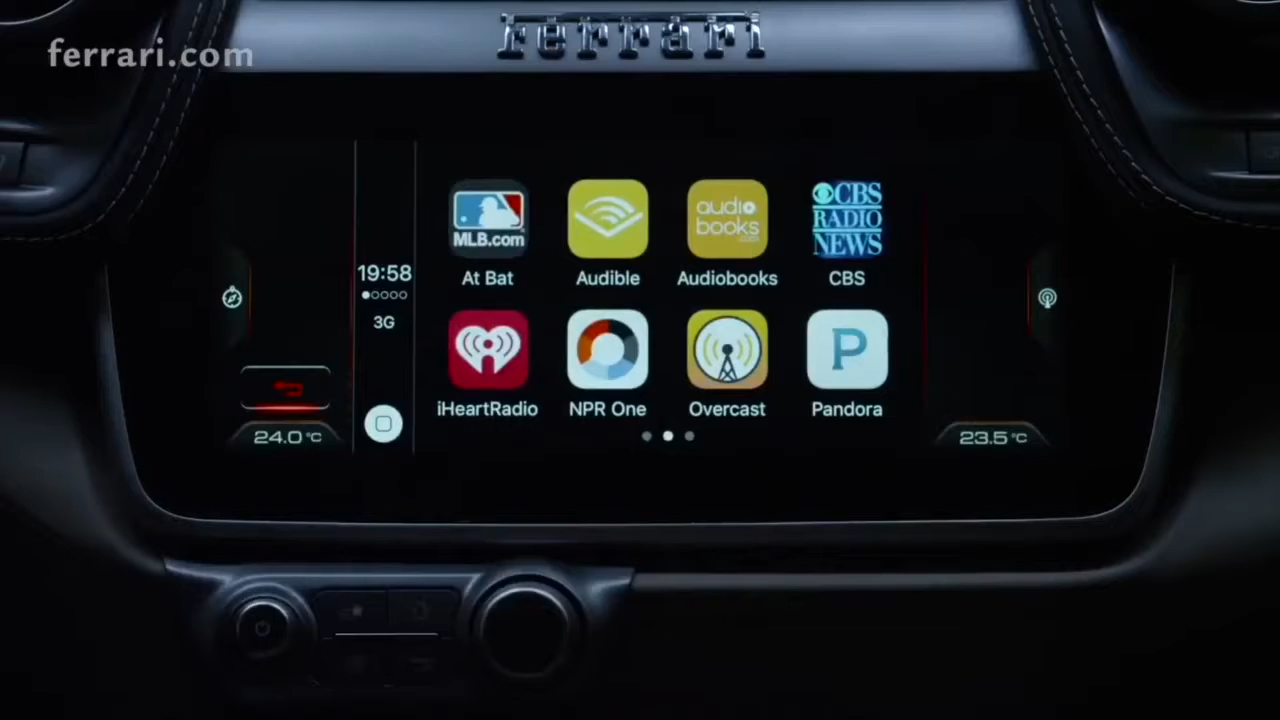 ferrari
ferrari.com
MLB.com
audio
books
.com
CBS
RADIO
NEWS
19:58
At Bat
Audible
Audiobooks
CBS
3G
P
iHeartRadio
NPR One
Overcast
Pandora
24.0 °C
23.5 °C